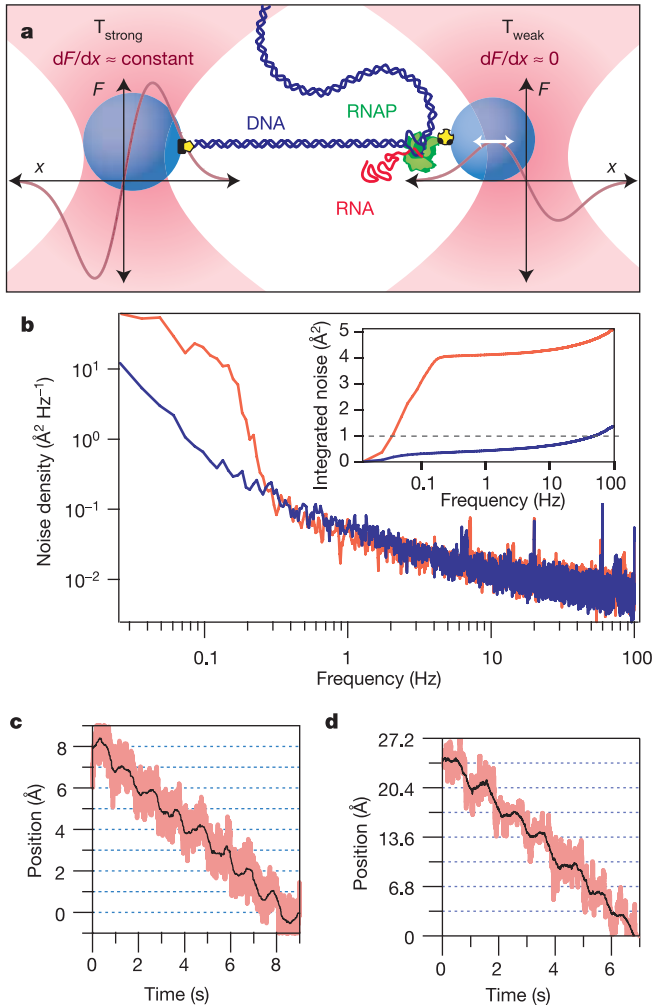 a
T strong
dF/dx ≈ constant
F
x
DNA
RNAP
RNA
T weak
dF/dx ≈ 0
F
x
b
Noise density (Å² Hz⁻¹)
10¹
10⁰
10⁻¹
10⁻²
0.1
1
10
100
Frequency (Hz)
Integrated noise (Å²)
5
4
3
2
1
0
0.1
1
10
100
Frequency (Hz)
c
Position (Å)
8
6
4
2
0
0
2
4
6
8
Time (s)
d
Position (Å)
27.2
20.4
13.6
6.8
0
0
2
4
6
Time (s)